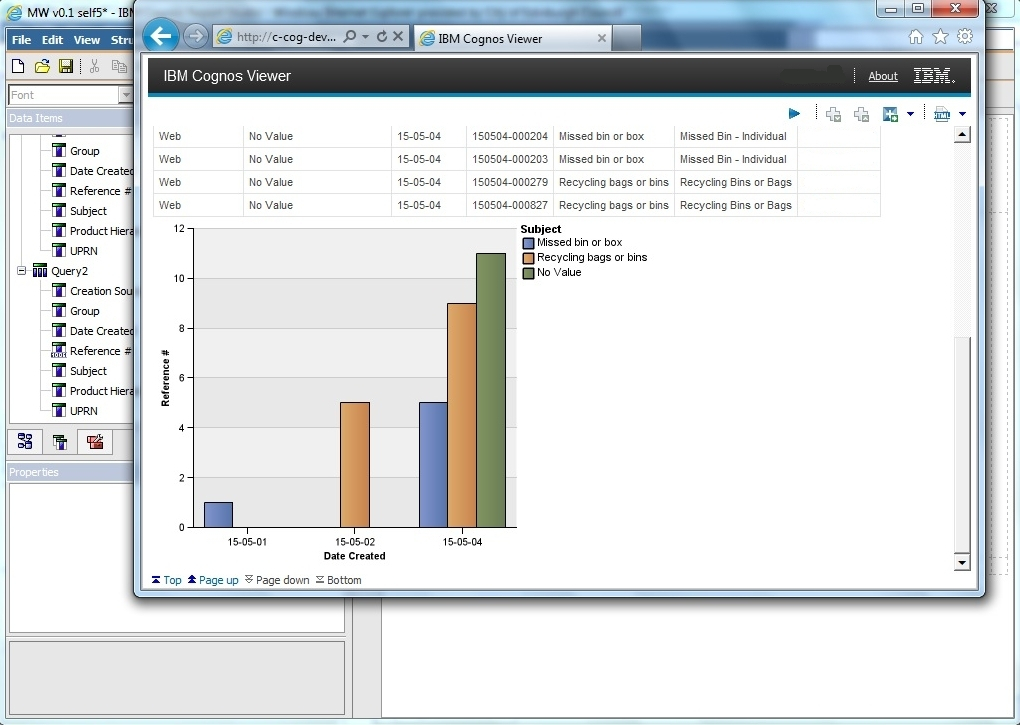 MW v0.1 self5* - IBM
File Edit View Stru
Font
Data Items
Group
Date Created
Reference #
Subject
Product Hiera
UPRN
Query2
Creation Sou
Group
Date Created
Reference #
Subject
Product Hiera
UPRN
Properties
http://c-cog-dev...
IBM Cognos Viewer
IBM Cognos Viewer
About IBM.
HTML
Web No Value 15-05-04 150504-000204 Missed bin or box Missed Bin - Individual
Web No Value 15-05-04 150504-000203 Missed bin or box Missed Bin - Individual
Web No Value 15-05-04 150504-000279 Recycling bags or bins Recycling Bins or Bags
Web No Value 15-05-04 150504-000827 Recycling bags or bins Recycling Bins or Bags
12
10
8
6
4
2
0
Reference #
15-05-01 15-05-02 15-05-04
Date Created
Subject
Missed bin or box
Recycling bags or bins
No Value
Top Page up Page down Bottom